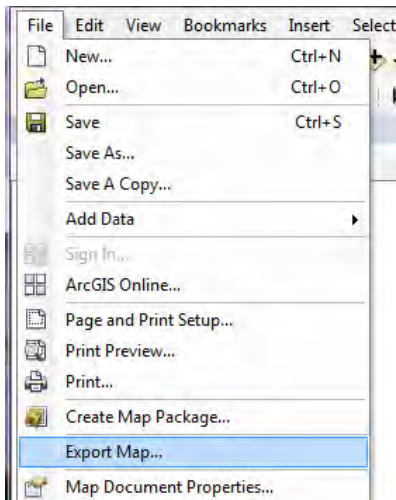 File Edit View Bookmarks Insert Select
New... Ctrl+N
Open... Ctrl+O
Save Ctrl+S
Save As...
Save A Copy...
Add Data
Sign In...
ArcGIS Online...
Page and Print Setup...
Print Preview...
Print...
Create Map Package...
Export Map...
Map Document Properties...